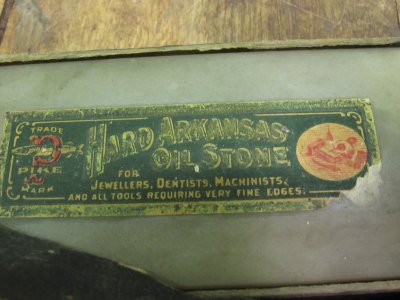 TRADE
PIKE
MARK
HARD ARKANSAS
OIL STONE
FOR
JEWELLERS, DENTISTS, MACHINISTS,
AND ALL TOOLS REQUIRING VERY FINE EDGES.